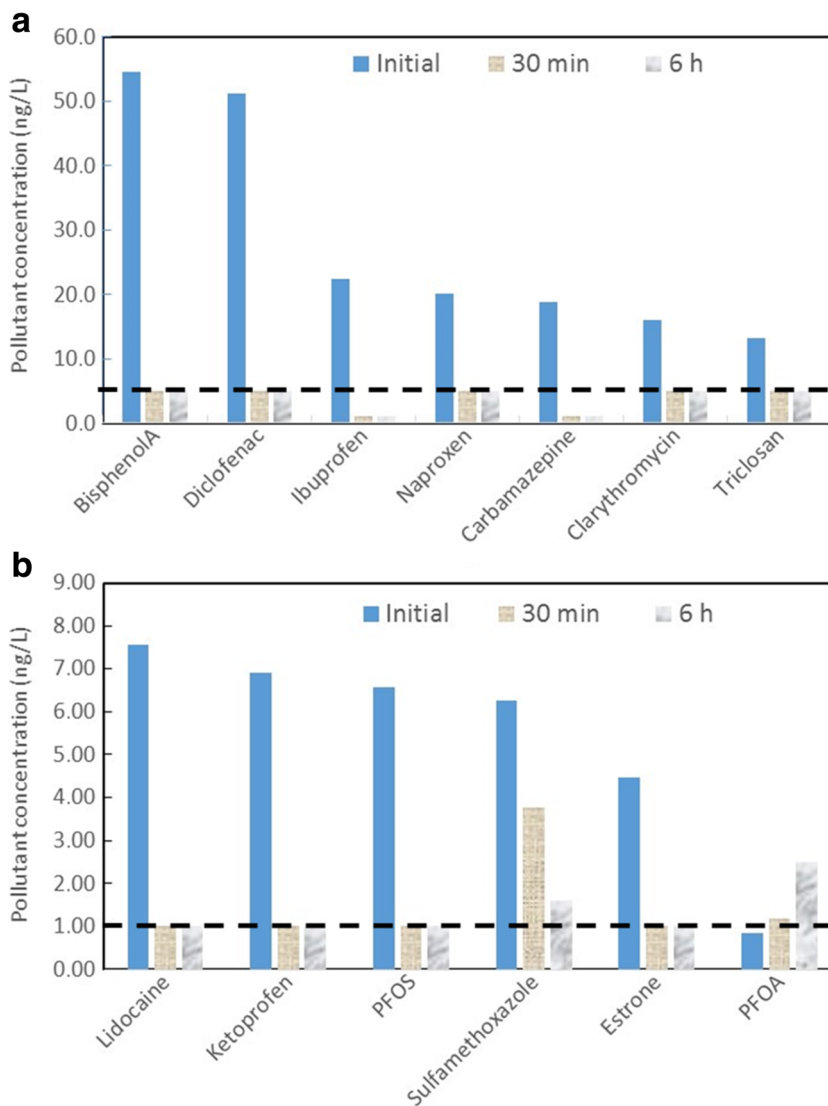 a
Pollutant concentration (ng/L)
60.0
50.0
40.0
30.0
20.0
10.0
0.0
Initial 30 min 6 h
BisphenolA Diclofenac Ibuprofen Naproxen Carbamazepine Clarythromycin Triclosan
b
Pollutant concentration (ng/L)
9.00
8.00
7.00
6.00
5.00
4.00
3.00
2.00
1.00
0.00
Initial 30 min 6 h
Lidocaine Ketoprofen PFOS Sulfamethoxazole Estrone PFOA